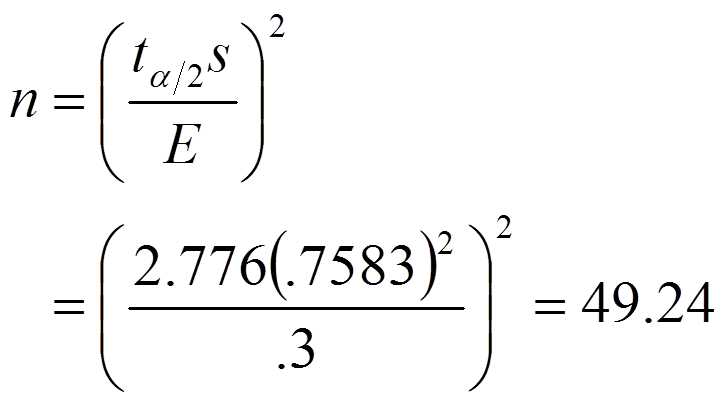 n = (t_{α/2}s / E)^2
= (2.776(.7583)^2 / .3)^2 = 49.24